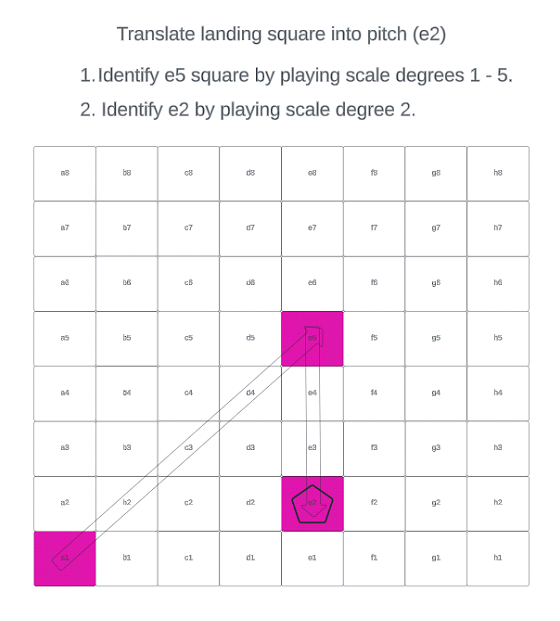 Translate landing square into pitch (e2)
1.Identify e5 square by playing scale degrees 1 - 5.
2. Identify e2 by playing scale degree 2.
a8 b8 c8 d8 e8 f8 g8 h8
a7 b7 c7 d7 e7 f7 g7 h7
a6 b6 c6 d6 e6 f6 g6 h6
a5 b5 c5 d5 e5 f5 g5 h5
a4 b4 c4 d4 e4 f4 g4 h4
a3 b3 c3 d3 e3 f3 g3 h3
a2 b2 c2 d2 e2 f2 g2 h2
a1 b1 c1 d1 e1 f1 g1 h1